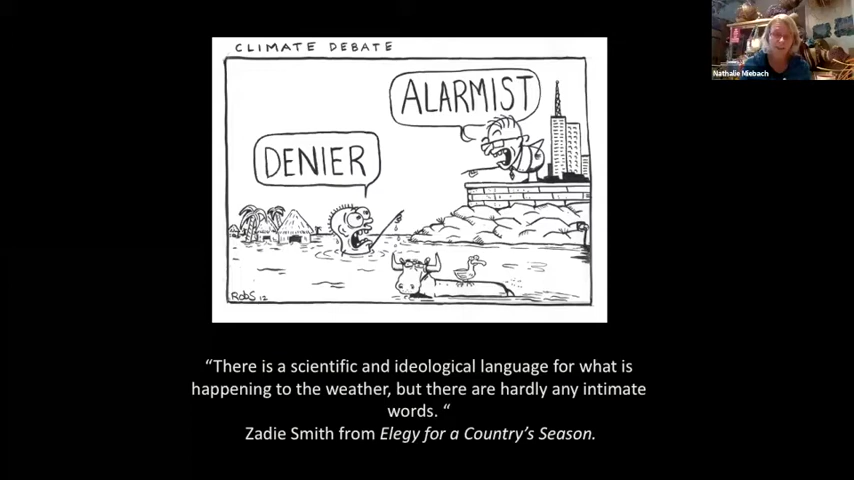 CLIMATE DEBATE
ALARMIST
DENIER
RobS 12
Nathalie Miebach
“There is a scientific and ideological language for what is
happening to the weather, but there are hardly any intimate
words. “
Zadie Smith from Elegy for a Country’s Season.